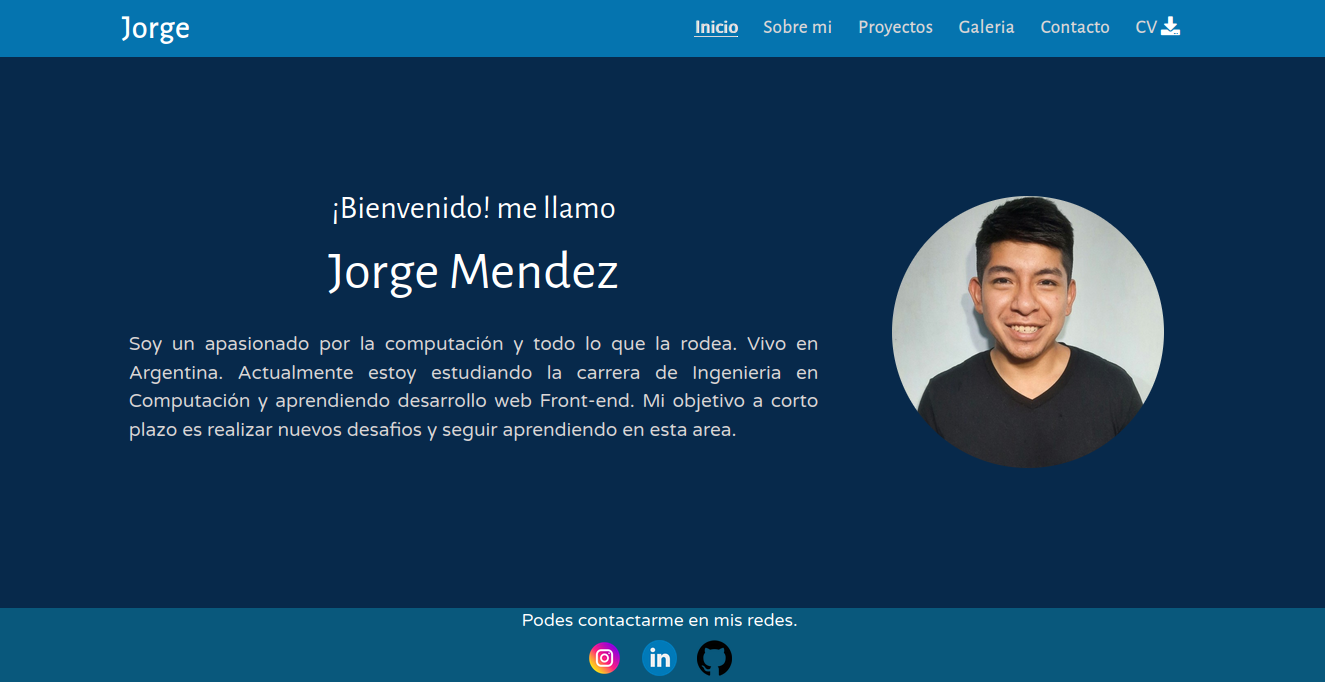 Jorge
Inicio Sobre mi Proyectos Galeria Contacto CV
¡Bienvenido! me llamo
Jorge Mendez
Soy un apasionado por la computación y todo lo que la rodea. Vivo en
Argentina. Actualmente estoy estudiando la carrera de Ingenieria en
Computación y aprendiendo desarrollo web Front-end. Mi objetivo a corto
plazo es realizar nuevos desafios y seguir aprendiendo en esta area.
Podes contactarme en mis redes.
in